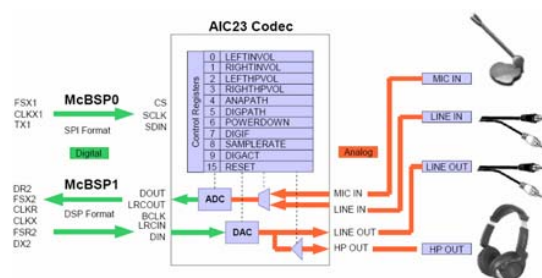 AIC23 Codec
Control Registers
0 LEFTINVOL
1 RIGHTINVOL
2 LEFTHPVOL
3 RIGHTHPVOL
4 ANAPATH
5 DIGPATH
6 POWERDOWN
7 DIGIF
8 SAMPLERATE
9 DIGACT
15 RESET
McBSP0
FSX1
CLKX1
TX1
SPI Format
CS
SCLK
SDIN
Digital
McBSP1
DR2
FSX2
CLKR
CLKX
FSR2
DX2
DSP Format
DOUT
LRCOUT
BCLK
LRCIN
DIN
ADC
DAC
Analog
MIC IN
LINE IN
LINE OUT
HP OUT
MIC IN
LINE IN
LINE OUT
HP OUT